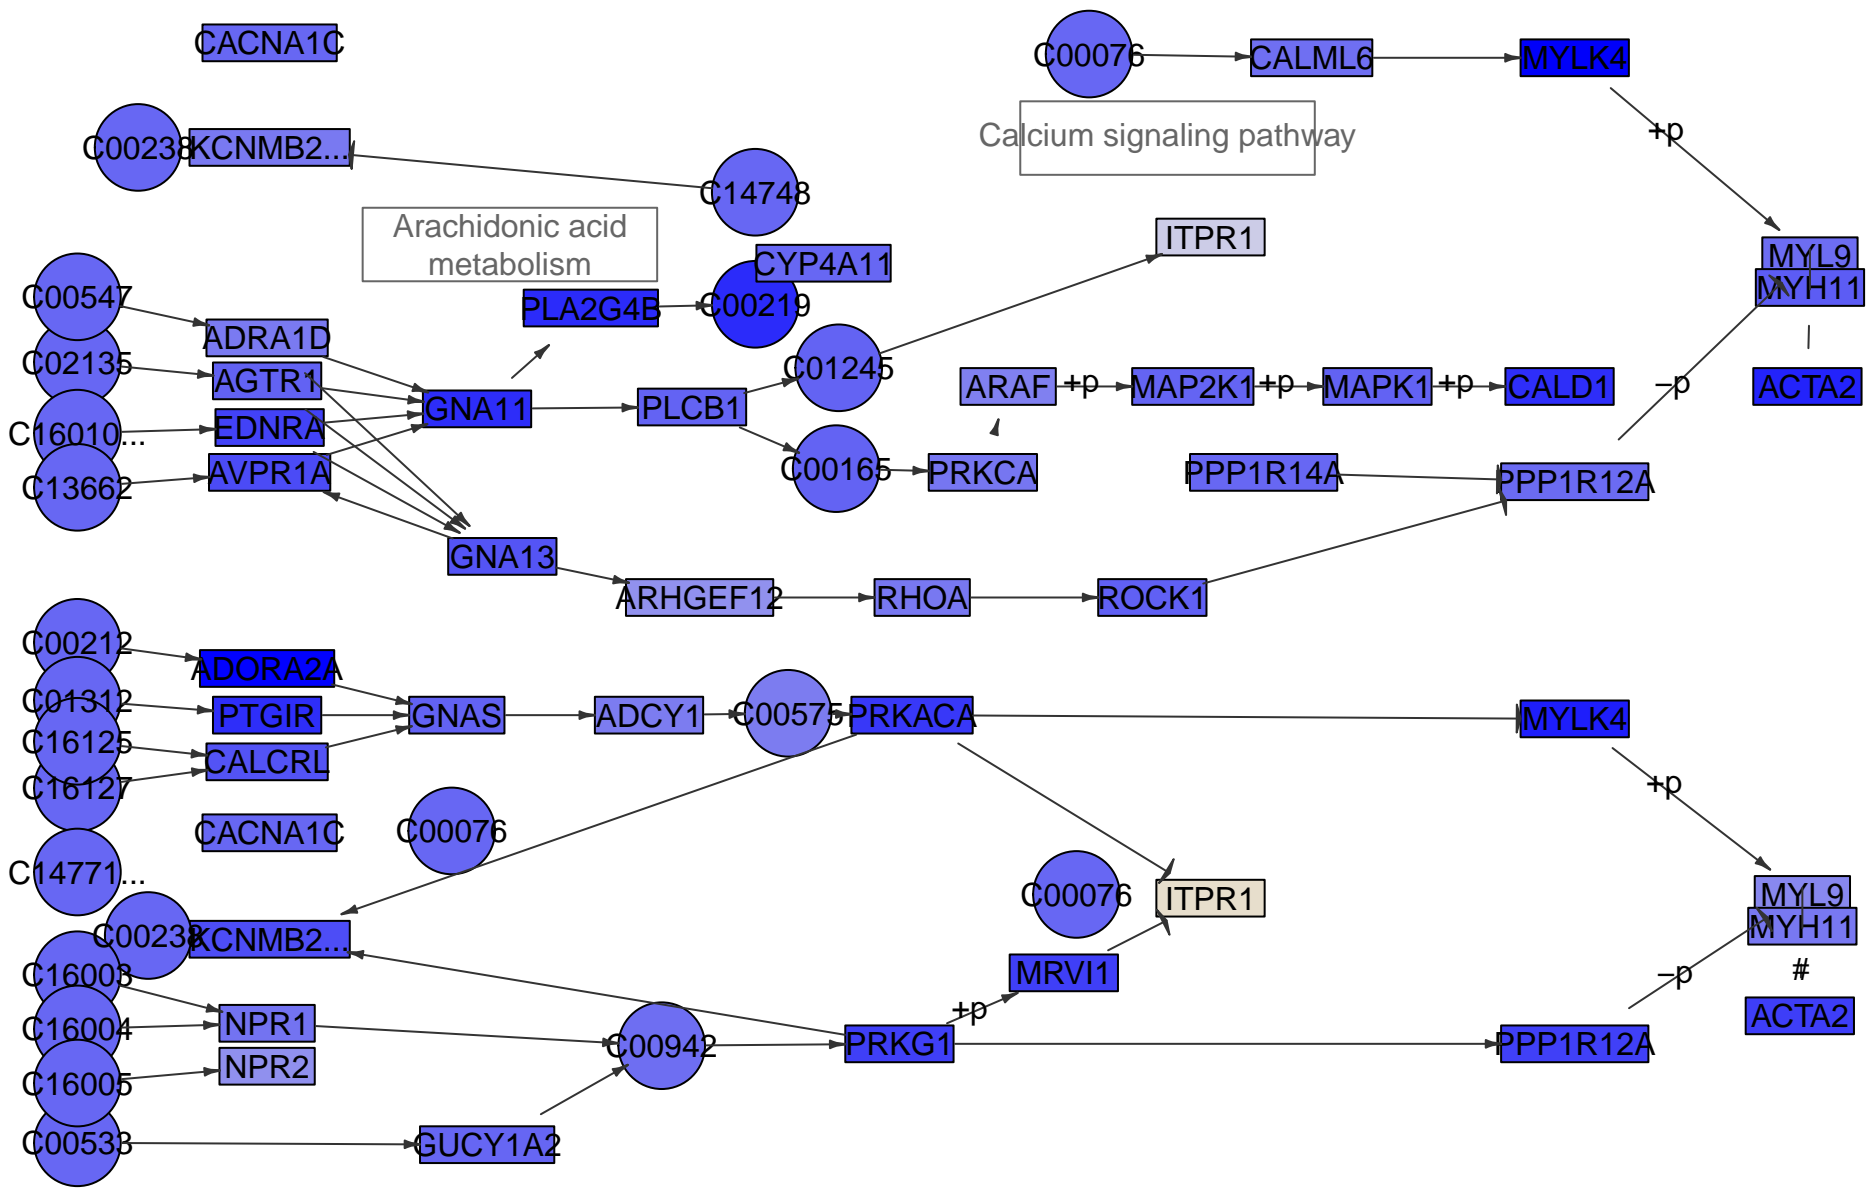 CACNA1C
C00076
CALML6
MYLK4
Calcium signaling pathway
+p
C00238
KCNMB2...
C14748
Arachidonic acid
metabolism
ITPR1
CYP4A11
MYL9
MYH11
C00547
PLA2G4B
C00219
ADRA1D
C02135
AGTR1
C01245
ARAF
+p
MAP2K1
+p
MAPK1
+p
CALD1
–p
ACTA2
GNA11
PLCB1
C16010...
EDNRA
C13662
AVPR1A
C00165
PRKCA
PPP1R14A
PPP1R12A
GNA13
ARHGEF12
RHOA
ROCK1
C00212
ADORA2A
C01312
PTGIR
GNAS
ADCY1
C00575
PRKACA
MYLK4
C16125
CALCRL
C16127
+p
CACNA1C
C00076
C14771...
C00076
ITPR1
MYL9
MYH11
C00238
KCNMB2...
C16003
MRVI1
–p
#
+p
ACTA2
C16004
NPR1
C00942
PRKG1
PPP1R12A
NPR2
C16005
C00533
GUCY1A2